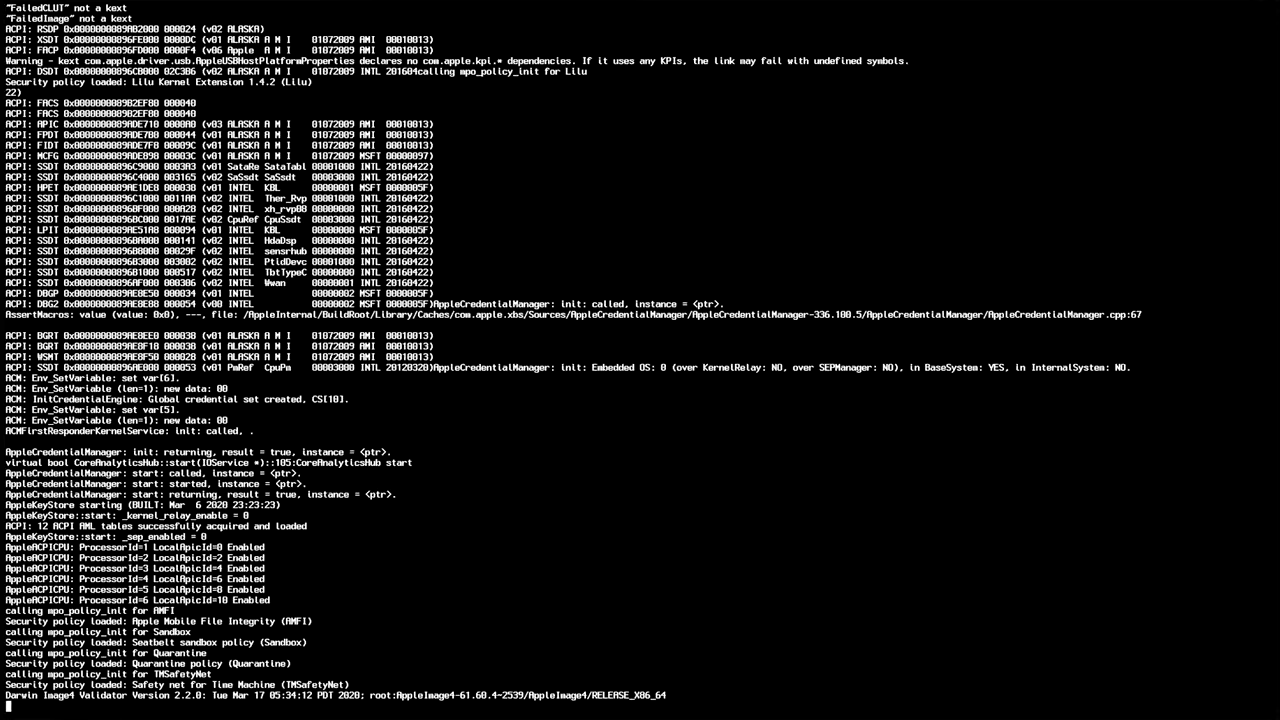 "FailedCLUT" not a kext
"FailedImage" not a kext
ACPI: RSDP 0x0000000089AB2000 000024 (v02 ALASKA)
ACPI: XSDT 0x00000000896FE000 0000DC (v01 ALASKA A M I    01072009 AMI  00010013)
ACPI: FACP 0x00000000896FD000 0000F4 (v06 Apple  A M I    01072009 AMI  00010013)
Warning - kext com.apple.driver.usb.AppleUSBHostPlatformProperties declares no com.apple.kpi.* dependencies. If it uses any KPIs, the link may fail with undefined symbols.
ACPI: DSDT 0x00000000896CB000 02C3B6 (v02 ALASKA A M I    01072009 INTL 201604calling mpo_policy_init for Lilu
Security policy loaded: Lilu Kernel Extension 1.4.2 (Lilu)
22)
ACPI: FACS 0x0000000089B2EF80 000040
ACPI: FACS 0x0000000089B2EF80 000040
ACPI: APIC 0x0000000089ADE710 0000A0 (v03 ALASKA A M I    01072009 AMI  00010013)
ACPI: FPDT 0x0000000089ADE780 000044 (v01 ALASKA A M I    01072009 AMI  00010013)
ACPI: FIDT 0x0000000089ADE7F8 00009C (v01 ALASKA A M I    01072009 AMI  00010013)
ACPI: MCFG 0x0000000089ADE898 00003C (v01 ALASKA A M I    01072009 MSFT 00000097)
ACPI: SSDT 0x00000000896C9000 0003A3 (v01 SataRe SataTabl 00001000 INTL 20160422)
ACPI: SSDT 0x00000000896C4000 003165 (v02 SaSsdt SaSsdt   00003000 INTL 20160422)
ACPI: HPET 0x0000000089AE1DE8 000038 (v01 INTEL  KBL      00000001 MSFT 0000005F)
ACPI: SSDT 0x00000000896C1000 0011AA (v02 INTEL  Ther_Rvp 00001000 INTL 20160422)
ACPI: SSDT 0x00000000896BF000 000A28 (v02 INTEL  xh_rvp08 00000000 INTL 20160422)
ACPI: SSDT 0x00000000896BC000 0017AE (v02 CpuRef CpuSsdt  00003000 INTL 20160422)
ACPI: LPIT 0x0000000089AE51A8 000094 (v01 INTEL  KBL      00000000 MSFT 0000005F)
ACPI: SSDT 0x00000000896BA000 000141 (v02 INTEL  HdaDsp   00000000 INTL 20160422)
ACPI: SSDT 0x00000000896B8000 00029F (v02 INTEL  sensrhub 00000000 INTL 20160422)
ACPI: SSDT 0x00000000896B3000 003002 (v02 INTEL  PtidDevc 00001000 INTL 20160422)
ACPI: SSDT 0x00000000896B1000 000517 (v02 INTEL  TbtTypeC 00000000 INTL 20160422)
ACPI: SSDT 0x00000000896AF000 000306 (v02 INTEL  Wwan     00000001 INTL 20160422)
ACPI: DBGP 0x0000000089AE8E50 000034 (v01 INTEL           00000002 MSFT 0000005F)
ACPI: DBG2 0x0000000089AE8E88 000054 (v00 INTEL           00000002 MSFT 0000005F)AppleCredentialManager: init: called, instance = <ptr>.
AssertMacros: value (value: 0x0), ---, file: /AppleInternal/BuildRoot/Library/Caches/com.apple.xbs/Sources/AppleCredentialManager/AppleCredentialManager-336.100.5/AppleCredentialManager/AppleCredentialManager.cpp:67
ACPI: BGRT 0x0000000089AE8EE0 000038 (v01 ALASKA A M I    01072009 AMI  00010013)
ACPI: BGRT 0x0000000089AE8F18 000038 (v01 ALASKA A M I    01072009 AMI  00010013)
ACPI: WSMT 0x0000000089AE8F50 000028 (v01 ALASKA A M I    01072009 AMI  00010013)
ACPI: SSDT 0x00000000896AE000 000053 (v01 PmRef  CpuPm    00003000 INTL 20120320)AppleCredentialManager: init: Embedded OS: 0 (over KernelRelay: NO, over SEPManager: NO), in BaseSystem: YES, in InternalSystem: NO.
ACM: Env_SetVariable: set var[6].
ACM: Env_SetVariable (len=1): new data: 00
ACM: InitCredentialEngine: Global credential set created, CS[10].
ACM: Env_SetVariable: set var[5].
ACM: Env_SetVariable (len=1): new data: 00
ACMFirstResponderKernelService: init: called, .
AppleCredentialManager: init: returning, result = true, instance = <ptr>.
virtual bool CoreAnalyticsHub::start(IOService *)::105:CoreAnalyticsHub start
AppleCredentialManager: start: called, instance = <ptr>.
AppleCredentialManager: start: started, instance = <ptr>.
AppleCredentialManager: start: returning, result = true, instance = <ptr>.
AppleKeyStore starting (BUILT: Mar  6 2020 23:23:23)
AppleKeyStore::start: _kernel_relay_enable = 0
ACPI: 12 ACPI AML tables successfully acquired and loaded
AppleKeyStore::start: _sep_enabled = 0
AppleACPICPU: ProcessorId=1 LocalApicId=0 Enabled
AppleACPICPU: ProcessorId=2 LocalApicId=2 Enabled
AppleACPICPU: ProcessorId=3 LocalApicId=4 Enabled
AppleACPICPU: ProcessorId=4 LocalApicId=6 Enabled
AppleACPICPU: ProcessorId=5 LocalApicId=8 Enabled
AppleACPICPU: ProcessorId=6 LocalApicId=10 Enabled
calling mpo_policy_init for AMFI
Security policy loaded: Apple Mobile File Integrity (AMFI)
calling mpo_policy_init for Sandbox
Security policy loaded: Seatbelt sandbox policy (Sandbox)
calling mpo_policy_init for Quarantine
Security policy loaded: Quarantine policy (Quarantine)
calling mpo_policy_init for TMSafetyNet
Security policy loaded: Safety net for Time Machine (TMSafetyNet)
Darwin Image4 Validator Version 2.2.0: Tue Mar 17 05:34:12 PDT 2020; root:AppleImage4-61.60.4~2539/AppleImage4/RELEASE_X86_64